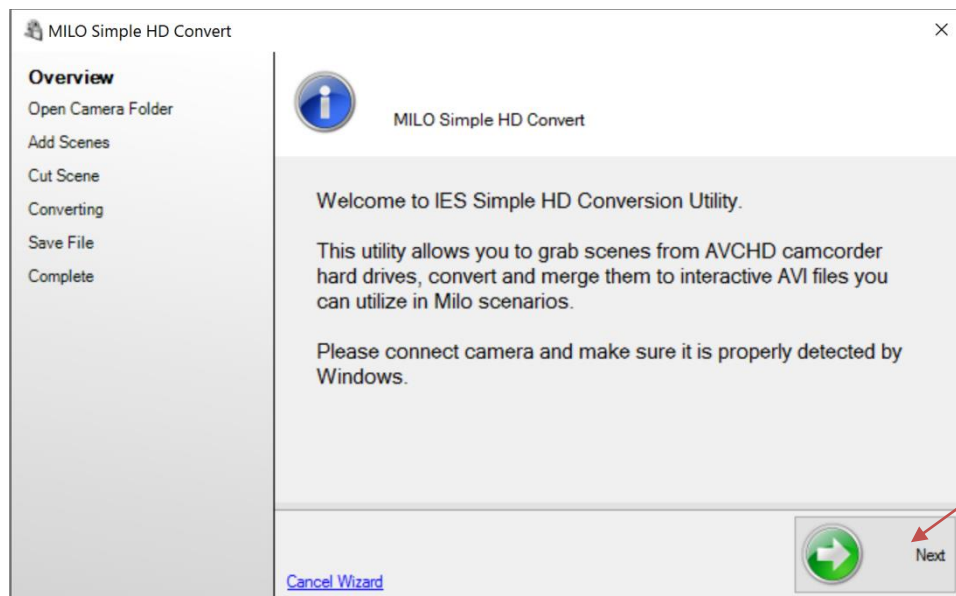 MILO Simple HD Convert
Overview
Open Camera Folder
Add Scenes
Cut Scene
Converting
Save File
Complete
MILO Simple HD Convert
Welcome to IES Simple HD Conversion Utility.
This utility allows you to grab scenes from AVCHD camcorder
hard drives, convert and merge them to interactive AVI files you
can utilize in Milo scenarios.
Please connect camera and make sure it is properly detected by
Windows.
Cancel Wizard
Next